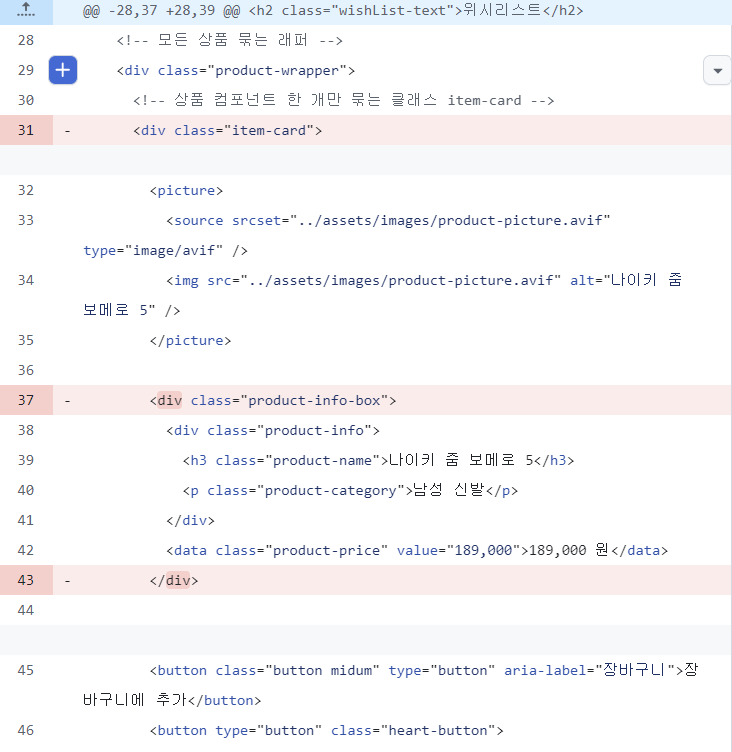 @@ -28,37 +28,39 @@ <h2 class="wishList-text">위시리스트</h2>
28 <!-- 모든 상품 묶는 래퍼 -->
29 + <div class="product-wrapper">
30 <!-- 상품 컴포넌트 한 개만 묶는 클래스 item-card -->
31 - <div class="item-card">
32 <picture>
33 <source srcset="../assets/images/product-picture.avif"
type="image/avif" />
34 <img src="../assets/images/product-picture.avif" alt="나이키 줌
보메로 5" />
35 </picture>
36
37 - <div class="product-info-box">
38 <div class="product-info">
39 <h3 class="product-name">나이키 줌 보메로 5</h3>
40 <p class="product-category">남성 신발</p>
41 </div>
42 <data class="product-price" value="189,000">189,000 원</data>
43 - </div>
44
45 <button class="button midum" type="button" aria-label="장바구니">장
바구니에 추가</button>
46 <button type="button" class="heart-button">